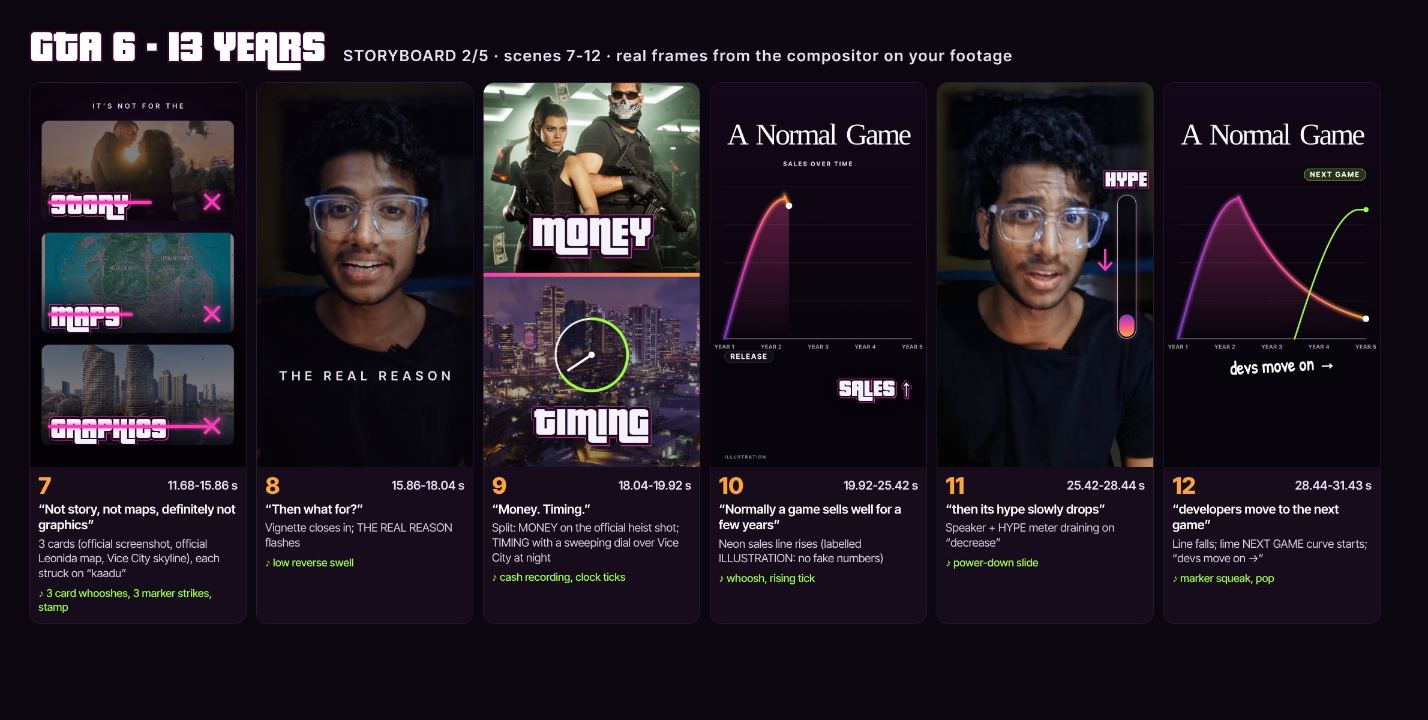 GTA 6 - 13 YEARS
STORYBOARD 2/5 · scenes 7-12 · real frames from the compositor on your footage
IT'S NOT FOR THE
STORY
MAPS
GRAPHICS
7
11.68-15.86 s
“Not story, not maps, definitely not
graphics”
3 cards (official screenshot, official
Leonida map, Vice City skyline), each
struck on “kaadu”
♪ 3 card whooshes, 3 marker strikes,
stamp
THE REAL REASON
8
15.86-18.04 s
“Then what for?”
Vignette closes in; THE REAL REASON
flashes
♪ low reverse swell
MONEY
TIMING
9
18.04-19.92 s
“Money. Timing.”
Split: MONEY on the official heist shot;
TIMING with a sweeping dial over Vice
City at night
♪ cash recording, clock ticks
A Normal Game
SALES OVER TIME
YEAR 1 YEAR 2 YEAR 3 YEAR 4 YEAR 5
RELEASE
SALES ↑
ILLUSTRATION
10
19.92-25.42 s
“Normally a game sells well for a
few years”
Neon sales line rises (labelled
ILLUSTRATION: no fake numbers)
♪ whoosh, rising tick
HYPE
11
25.42-28.44 s
“then its hype slowly drops”
Speaker + HYPE meter draining on
“decrease”
♪ power-down slide
A Normal Game
NEXT GAME
YEAR 1 YEAR 2 YEAR 3 YEAR 4 YEAR 5
devs move on →
12
28.44-31.43 s
“developers move to the next
game”
Line falls; lime NEXT GAME curve starts;
“devs move on →”
♪ marker squeak, pop